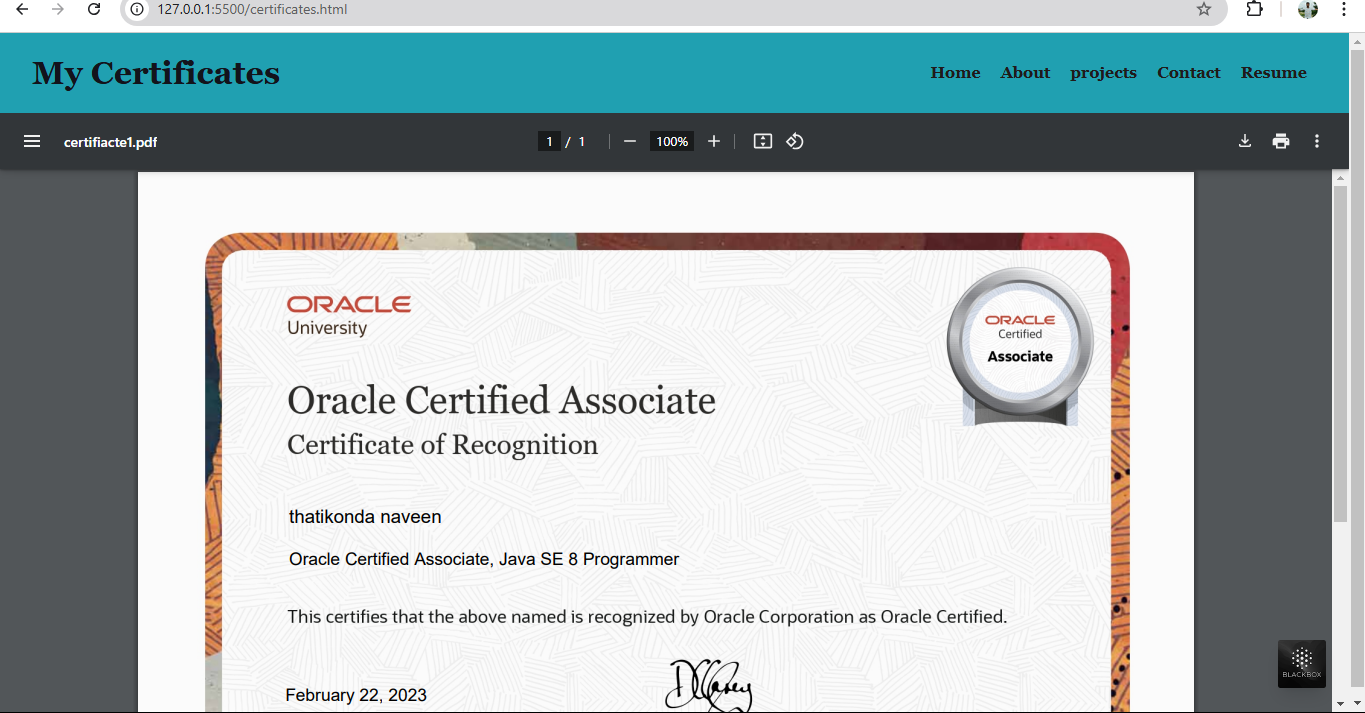 127.0.0.1:5500/certificates.html
My Certificates
Home About projects Contact Resume
certifiacte1.pdf
1 / 1
100%
ORACLE
University
ORACLE
Certified
Associate
Oracle Certified Associate
Certificate of Recognition
thatikonda naveen
Oracle Certified Associate, Java SE 8 Programmer
This certifies that the above named is recognized by Oracle Corporation as Oracle Certified.
February 22, 2023
BLACKBOX